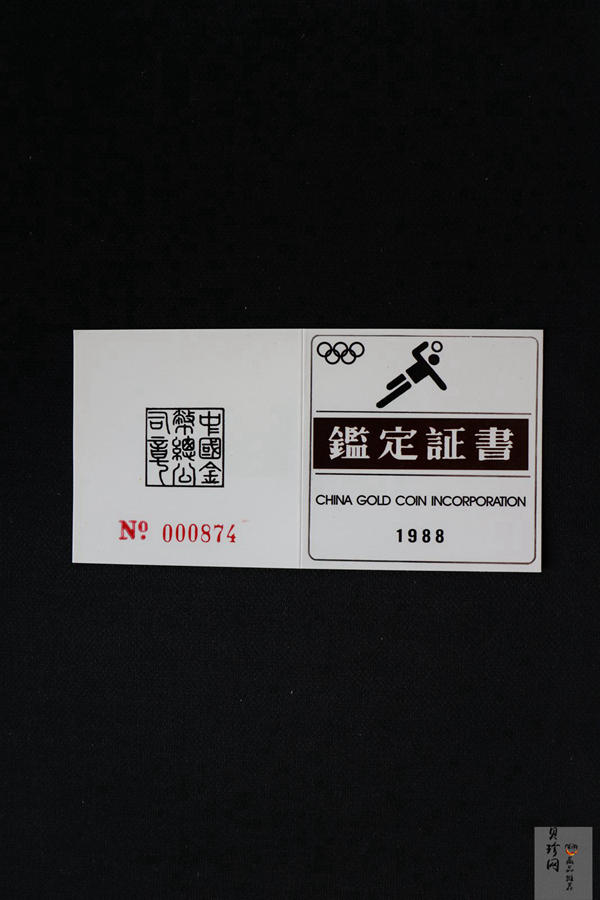 中國金
幣總公
司章
Nº 000874
鑑定証書
CHINA GOLD COIN INCORPORATION
1988
贝珍网